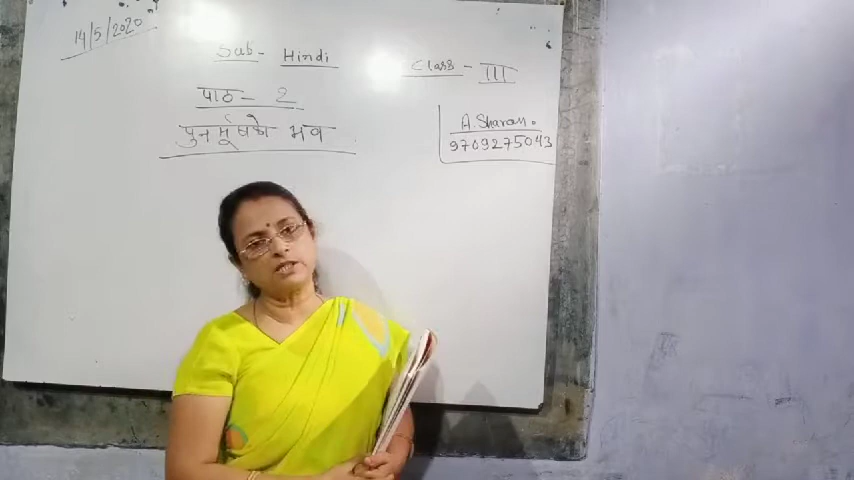 14/5/2020
Sub- Hindi
Class - III
पाठ - 2
पुनर्मूषको भव
A. Sharan.
9709275043